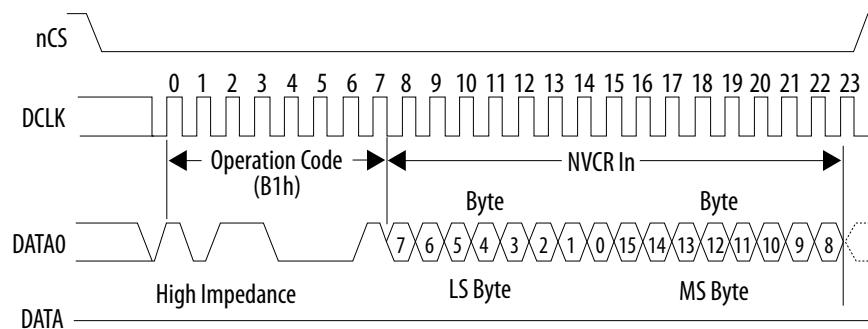 nCS
0 1 2 3 4 5 6 7 8 9 10 11 12 13 14 15 16 17 18 19 20 21 22 23
DCLK
Operation Code
(B1h)
NVCR In
Byte Byte
DATA0 7 6 5 4 3 2 1 0 15 14 13 12 11 10 9 8
High Impedance LS Byte MS Byte
DATA